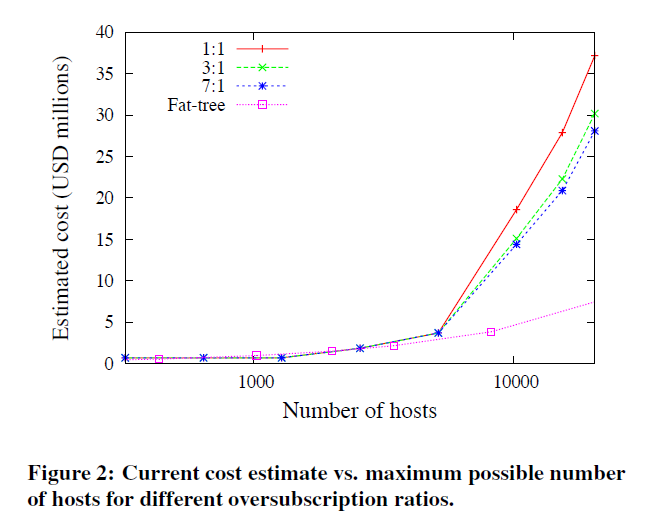 40
35
30
25
20
15
10
5
0
Estimated cost (USD millions)
1:1
3:1
7:1
Fat-tree
1000
10000
Number of hosts
Figure 2: Current cost estimate vs. maximum possible number
of hosts for different oversubscription ratios.